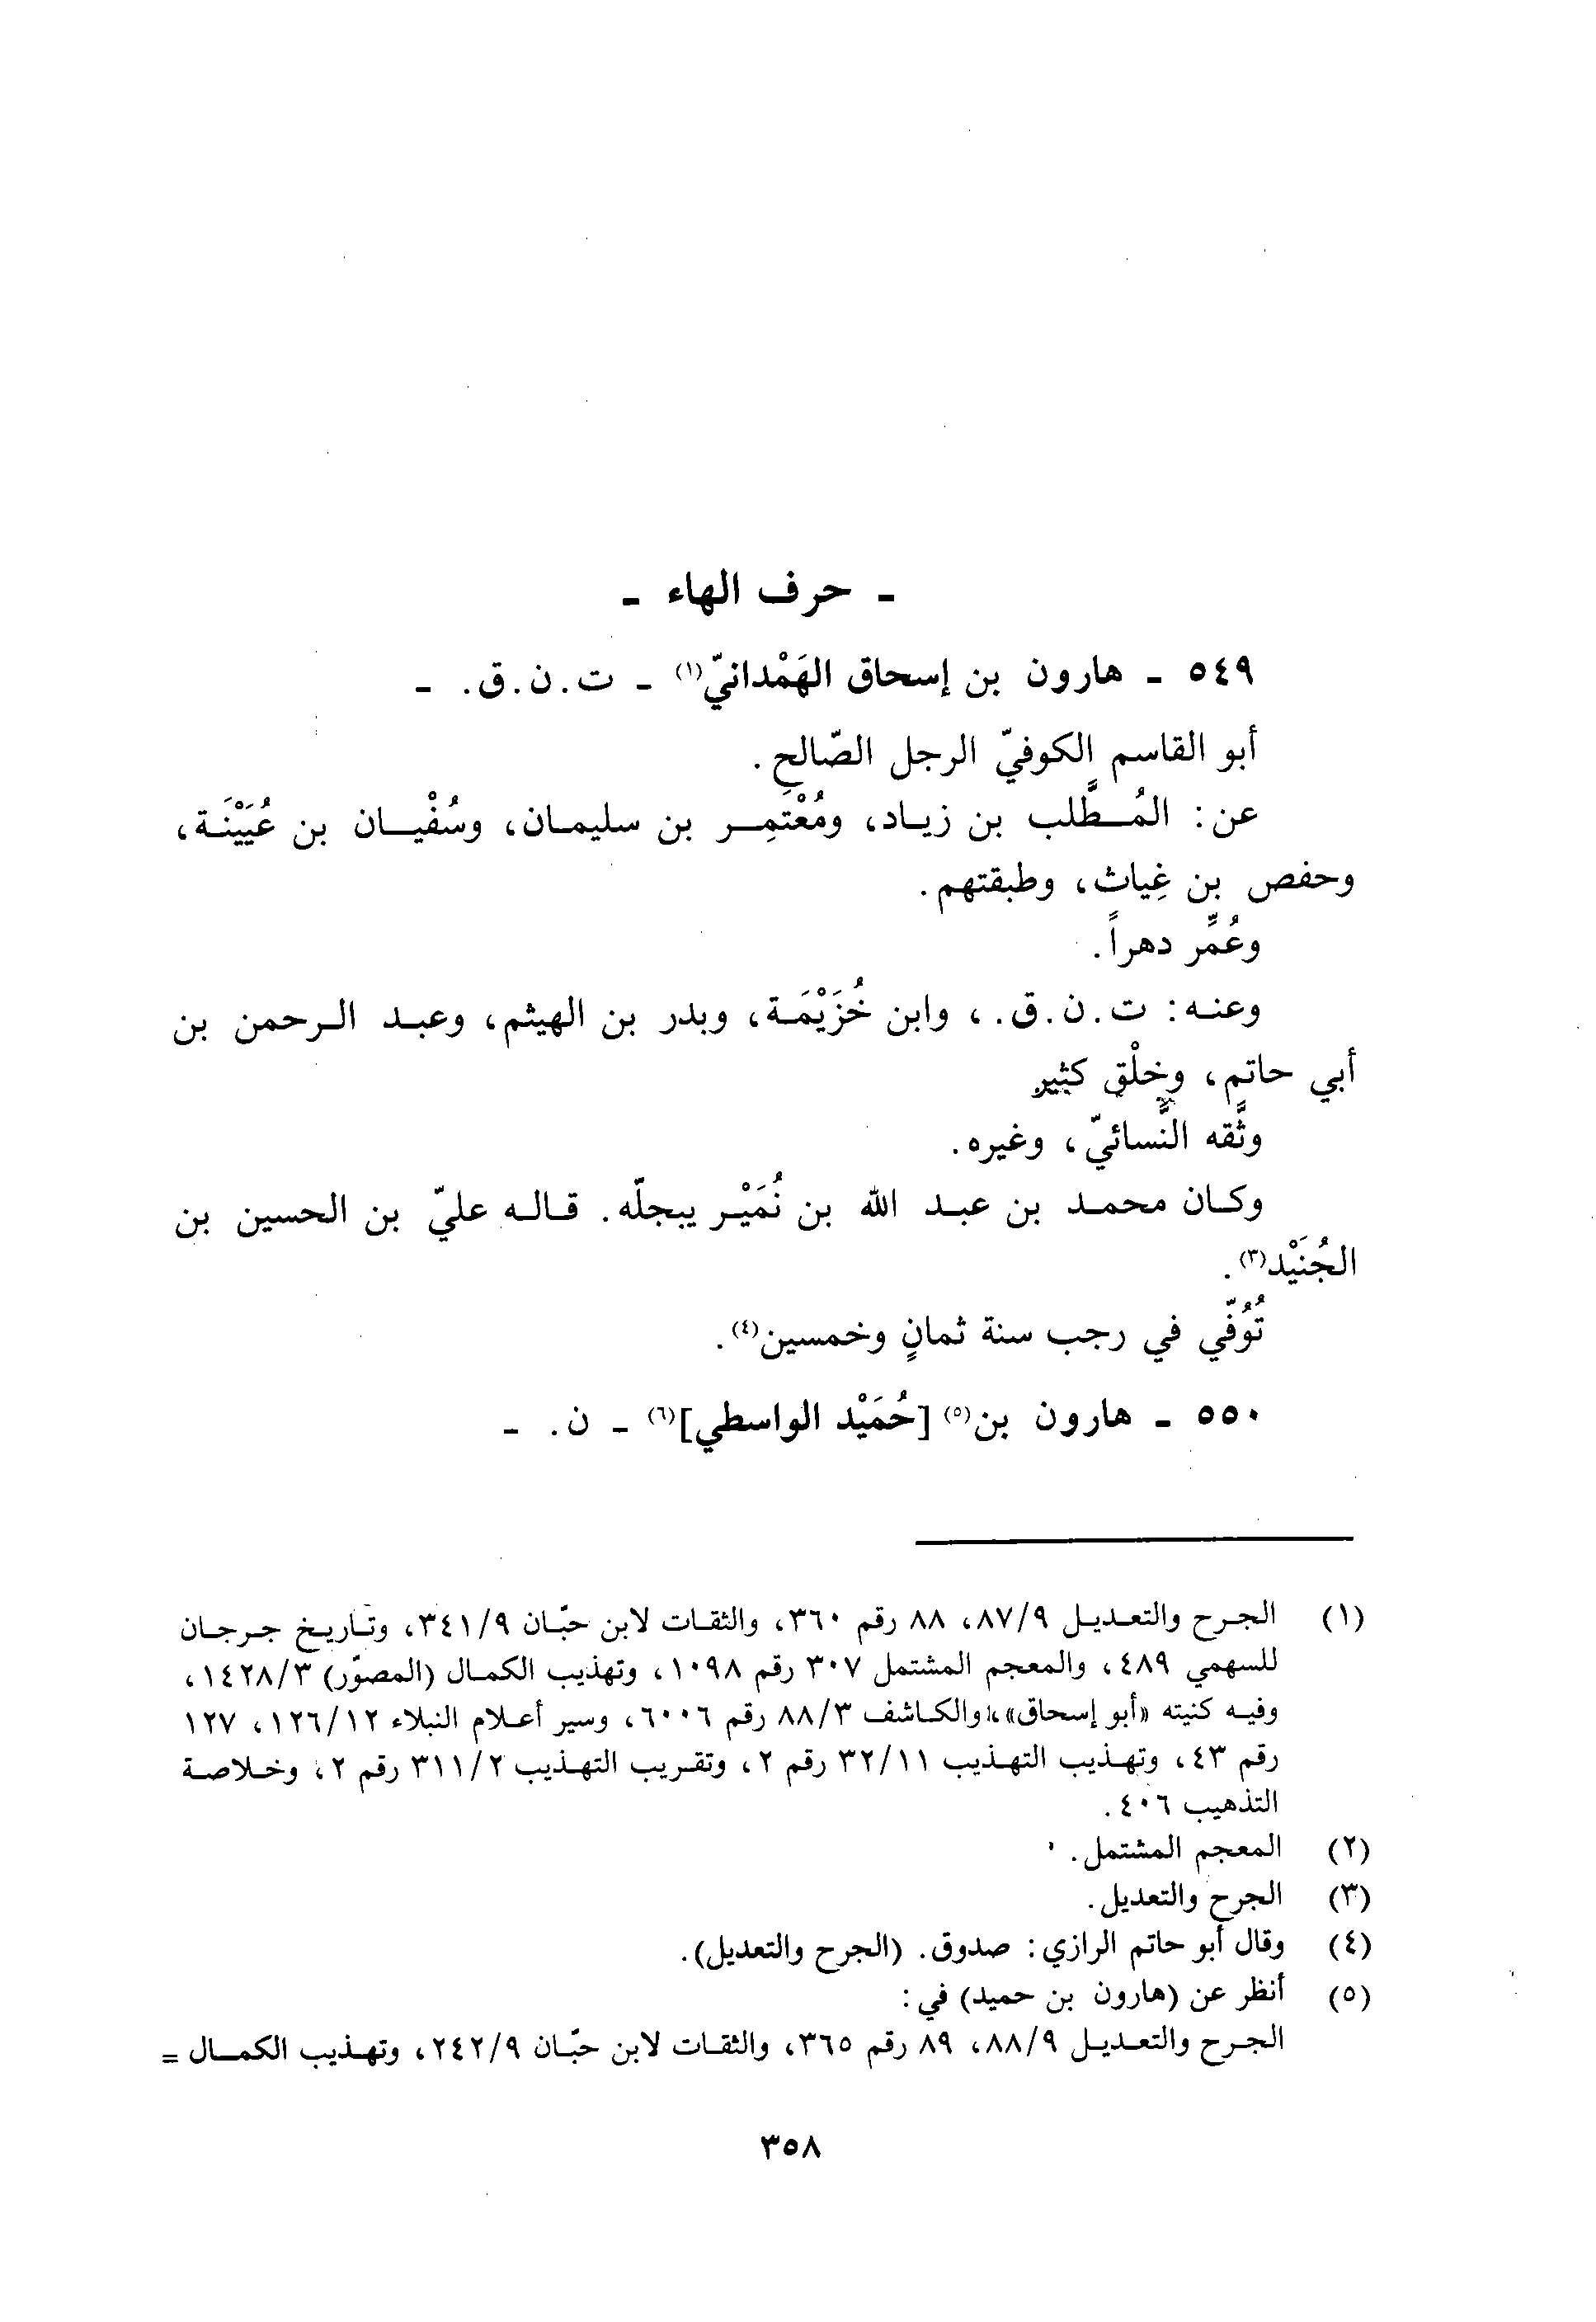 - حرف الهاء -
٥٤٩ - هارون بن إسحاق الهَمْدانيّ(١) - ت.ن.ق. -
أبو القاسم الكوفيّ الرجل الصّالح.
عن: المُطَّلب بن زياد، ومُعْتَمِر بن سليمان، وسُفْيان بن عُيَيْنَة،
وحفص بن غِياث، وطبقتهم.
وعُمِّر دهراً.
وعنه: ت.ن.ق.، وابن خُزَيْمَة، وبدر بن الهيثم، وعبد الرحمن بن
أبي حاتم، وخلْق كثير
وثَّقه النَّسائيّ، وغيره.
وكان محمد بن عبد الله بن نُمَيْر يبجلّه. قاله عليّ بن الحسين بن
الجُنَيْد(٣).
تُوُفّي في رجب سنة ثمانٍ وخمسين(٤).
٥٥٠ - هارون بن(٥) [حُمَيْد الواسطي](٦) - ن. -
(١) الجرح والتعديل ٨٧/٩، ٨٨ رقم ٣٦٠، والثقات لابن حبّان ٣٤١/٩، وتاريخ جرجان
للسهمي ٤٨٩، والمعجم المشتمل ٣٠٧ رقم ١٠٩٨، وتهذيب الكمال (المصوّر) ١٤٢٨/٣،
وفيه كنيته «أبو إسحاق»، والكاشف ٨٨/٣ رقم ٦٠٠٦، وسير أعلام النبلاء ١٢٦/١٢، ١٢٧
رقم ٤٣، وتهذيب التهذيب ٣٢/١١ رقم ٢، وتقريب التهذيب ٣١١/٢ رقم ٢، وخلاصة
التذهيب ٤٠٦.
(٢) المعجم المشتمل.
(٣) الجرح والتعديل.
(٤) وقال أبو حاتم الرازي: صدوق. (الجرح والتعديل).
(٥) أنظر عن (هارون بن حميد) في:
الجرح والتعديل ٨٨/٩، ٨٩ رقم ٣٦٥، والثقات لابن حبّان ٢٤٢/٩، وتهذيب الكمال =
٣٥٨